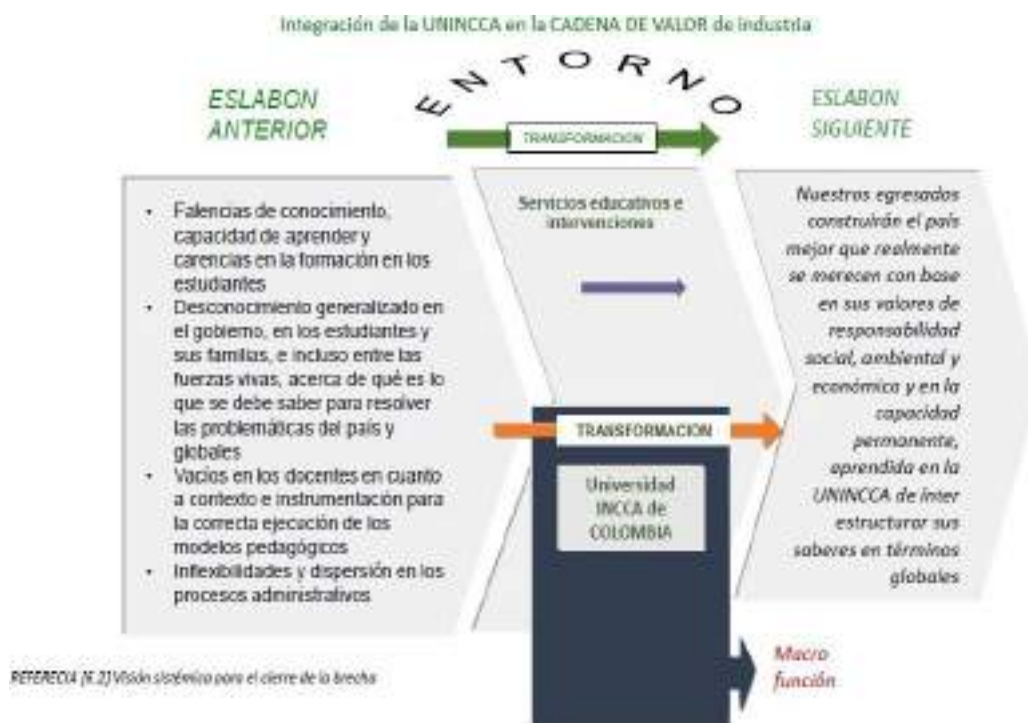 Integración de la UNINCCA en la CADENA DE VALOR de industria
ENTORNO
ESLABON
ANTERIOR
TRANSFORMACION
ESLABON
SIGUIENTE
• Falencias de conocimiento,
capacidad de aprender y
carencias en la formación en los
estudiantes
• Desconocimiento generalizado en
el gobierno, en los estudiantes y
sus familias, e incluso entre las
fuerzas vivas, acerca de qué es lo
que se debe saber para resolver
las problemáticas del país y
globales
• Vacíos en los docentes en cuanto
a contexto e instrumentación para
la correcta ejecución de los
modelos pedagógicos
• Inflexibilidades y dispersión en los
procesos administrativos
Servicios educativos e
intervenciones
TRANSFORMACION
Universidad
INCCA de
COLOMBIA
Nuestros egresados
construirán el país
mejor que realmente
se merecen con base
en sus valores de
responsabilidad
social, ambiental y
económica y en la
capacidad
permanente,
aprendida en la
UNINCCA de inter
estructurar sus
saberes en términos
globales
Macro
función
REFERECIA [6.2] Visión sistémica para el cierre de la brecha